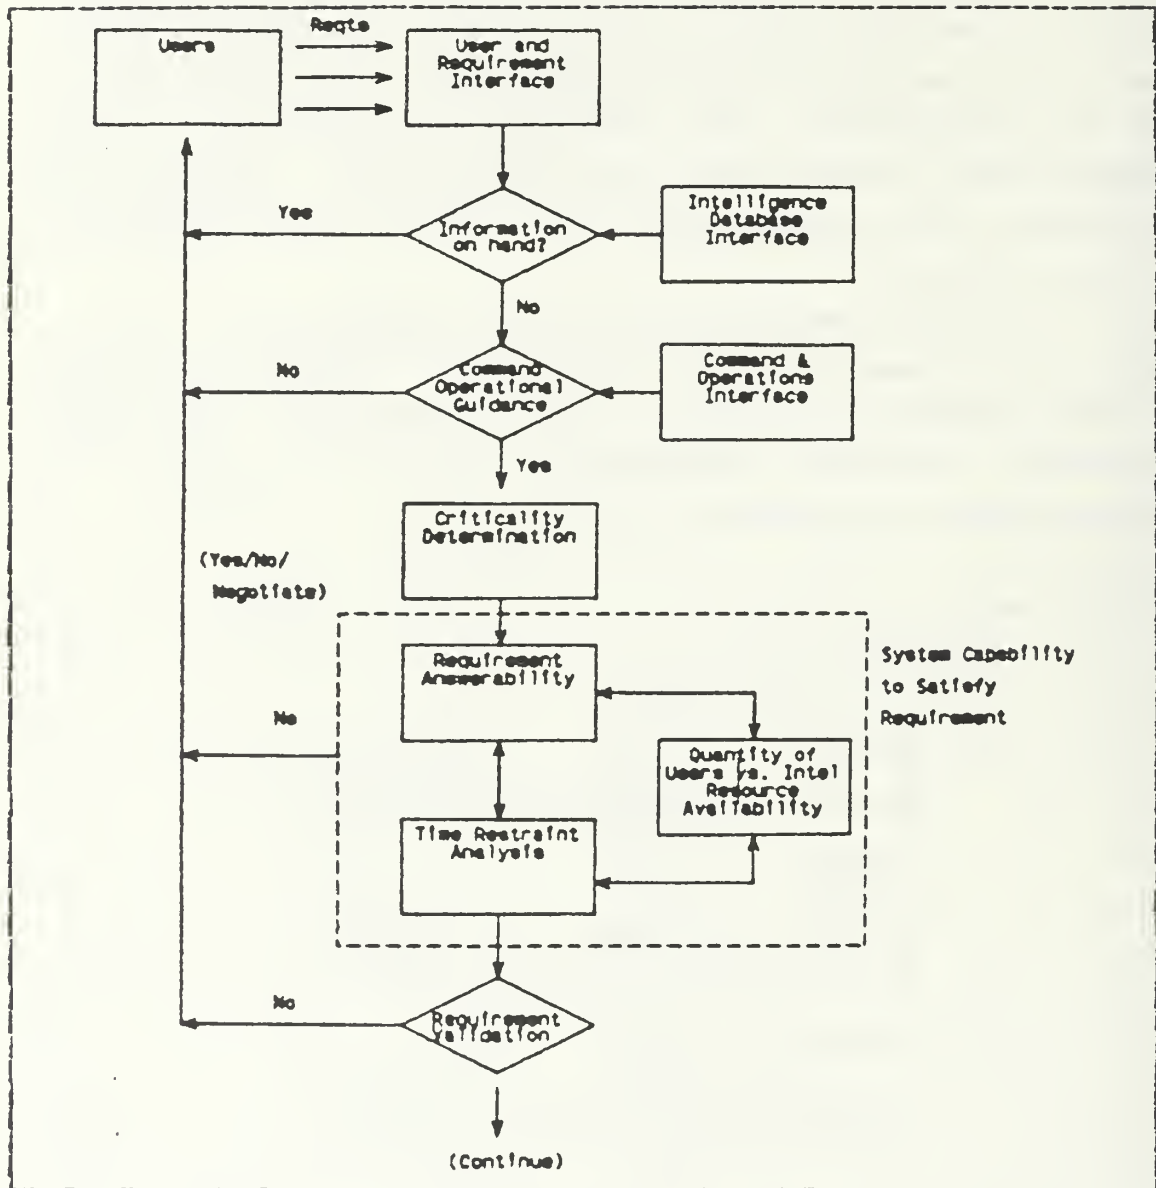 Users
Reqts
User and
Requirement
Interface
Yes
Information
on hand?
Intelligence
Database
Interface
No
No
Command
Operational
Guidance
Command &
Operations
Interface
Yes
Criticality
Determination
(Yes/No/
Negotiate)
Requirement
Answerability
System Capability
to Satisfy
Requirement
No
Quantity of
Users vs. Intel
Resource
Availability
Time Restraint
Analysis
No
Requirement
Validation
(Continue)